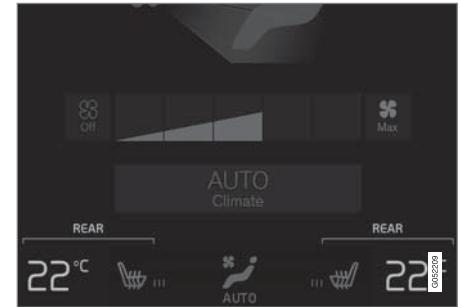 Off
Max
AUTO
Climate
REAR REAR
22°C 22°
AUTO
G052209